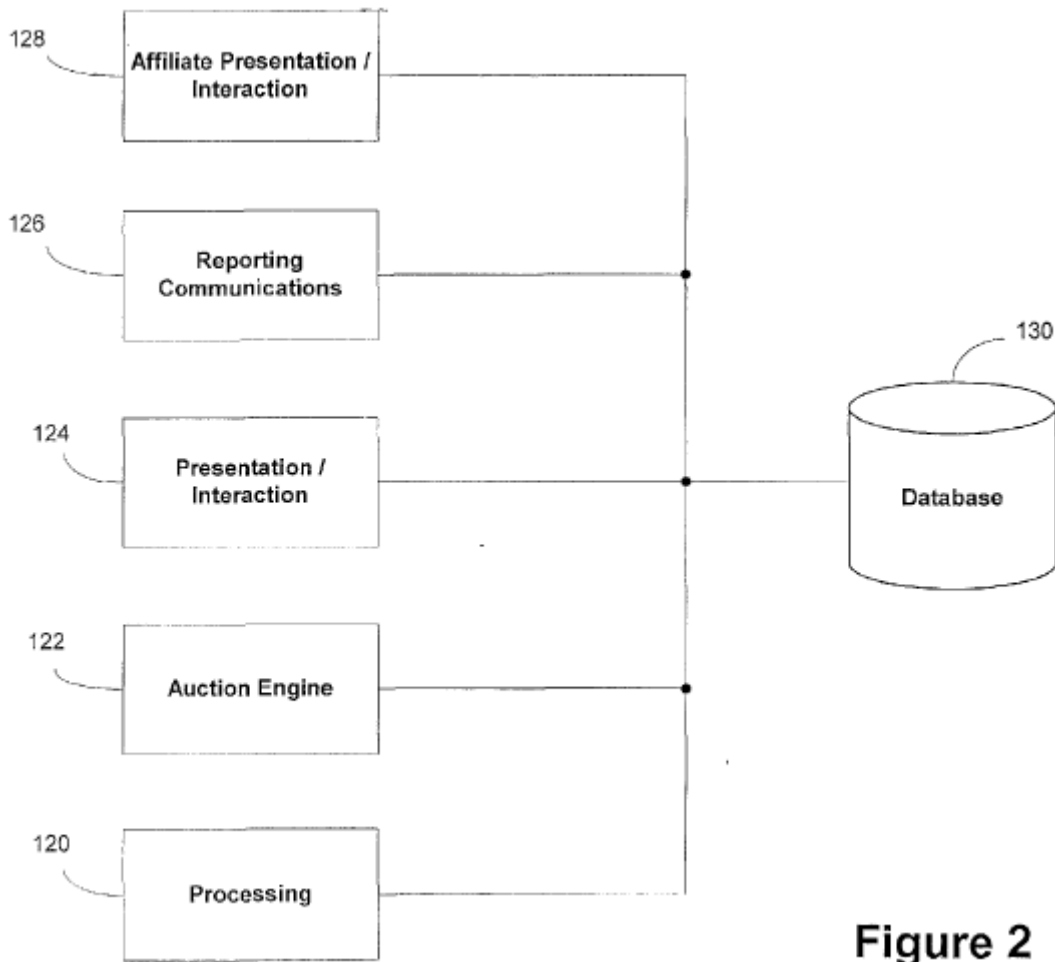 128
Affiliate Presentation /
Interaction
126
Reporting
Communications
130
124
Presentation /
Interaction
Database
122
Auction Engine
120
Processing
Figure 2